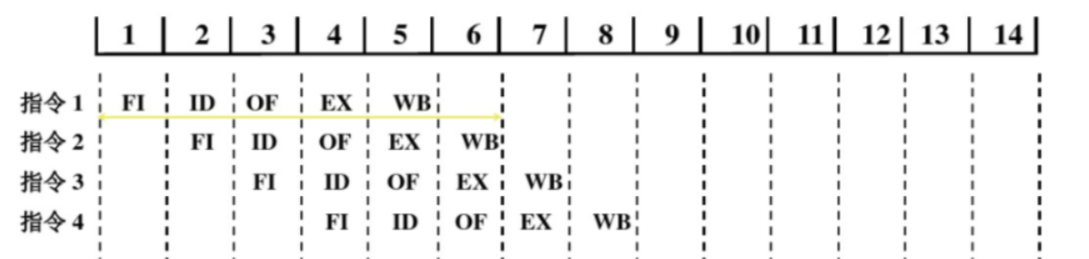 1 2 3 4 5 6 7 8 9 10 11 12 13 14
指令1 FI ID OF EX WB
指令2 FI ID OF EX WB
指令3 FI ID OF EX WB
指令4 FI ID OF EX WB